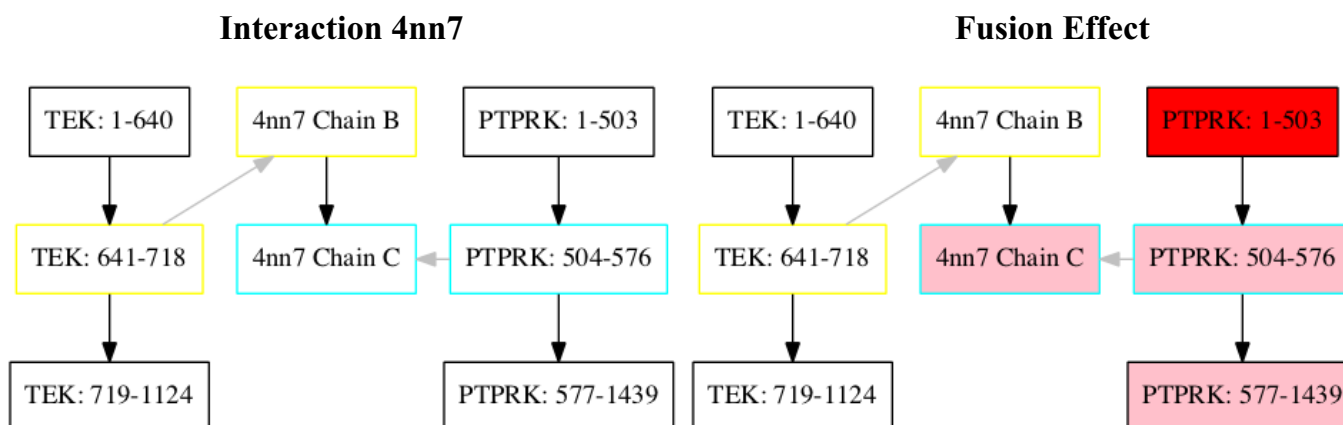 Interaction 4nn7
TEK: 1-640
4nn7 Chain B
PTPRK: 1-503
TEK: 641-718
4nn7 Chain C
PTPRK: 504-576
TEK: 719-1124
PTPRK: 577-1439
Fusion Effect
TEK: 1-640
4nn7 Chain B
PTPRK: 1-503
TEK: 641-718
4nn7 Chain C
PTPRK: 504-576
TEK: 719-1124
PTPRK: 577-1439